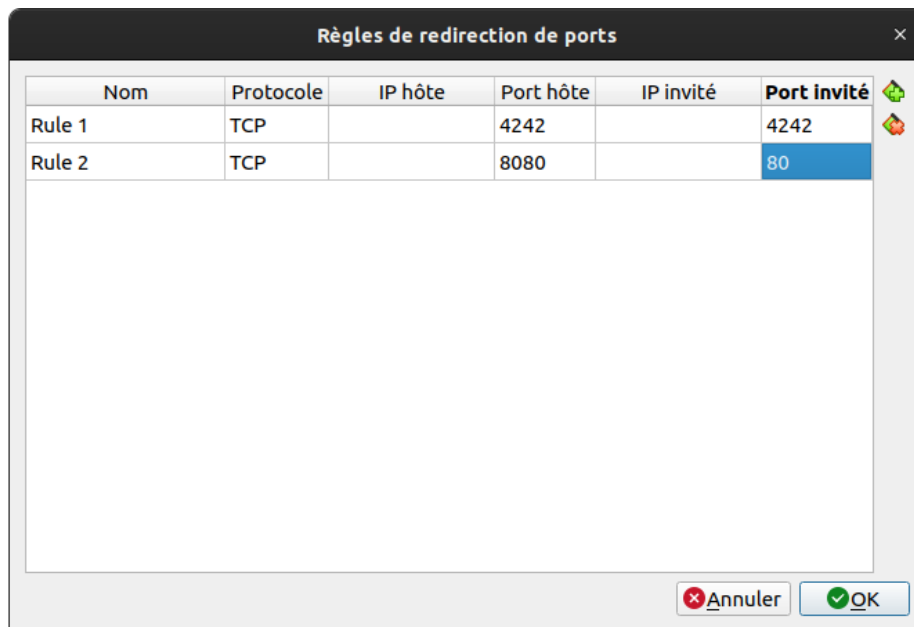 Règles de redirection de ports
Nom Protocole IP hôte Port hôte IP invité Port invité
Rule 1 TCP 4242 4242
Rule 2 TCP 8080 80
Annuler OK